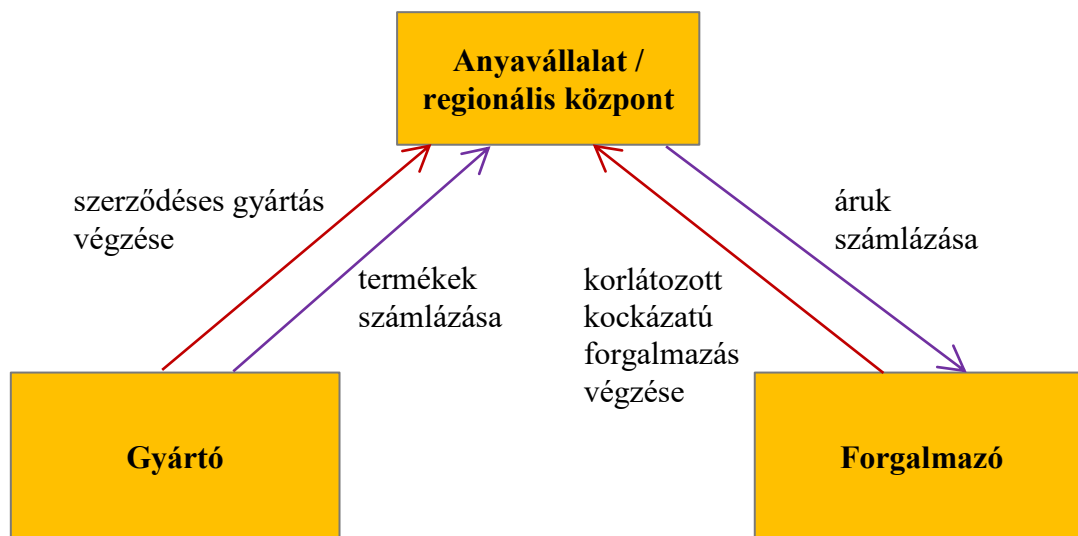 Anyavállalat /
regionális központ
szerződéses gyártás
végzése
termékek
számlázása
korlátozott
kockázatú
forgalmazás
végzése
áruk
számlázása
Gyártó
Forgalmazó